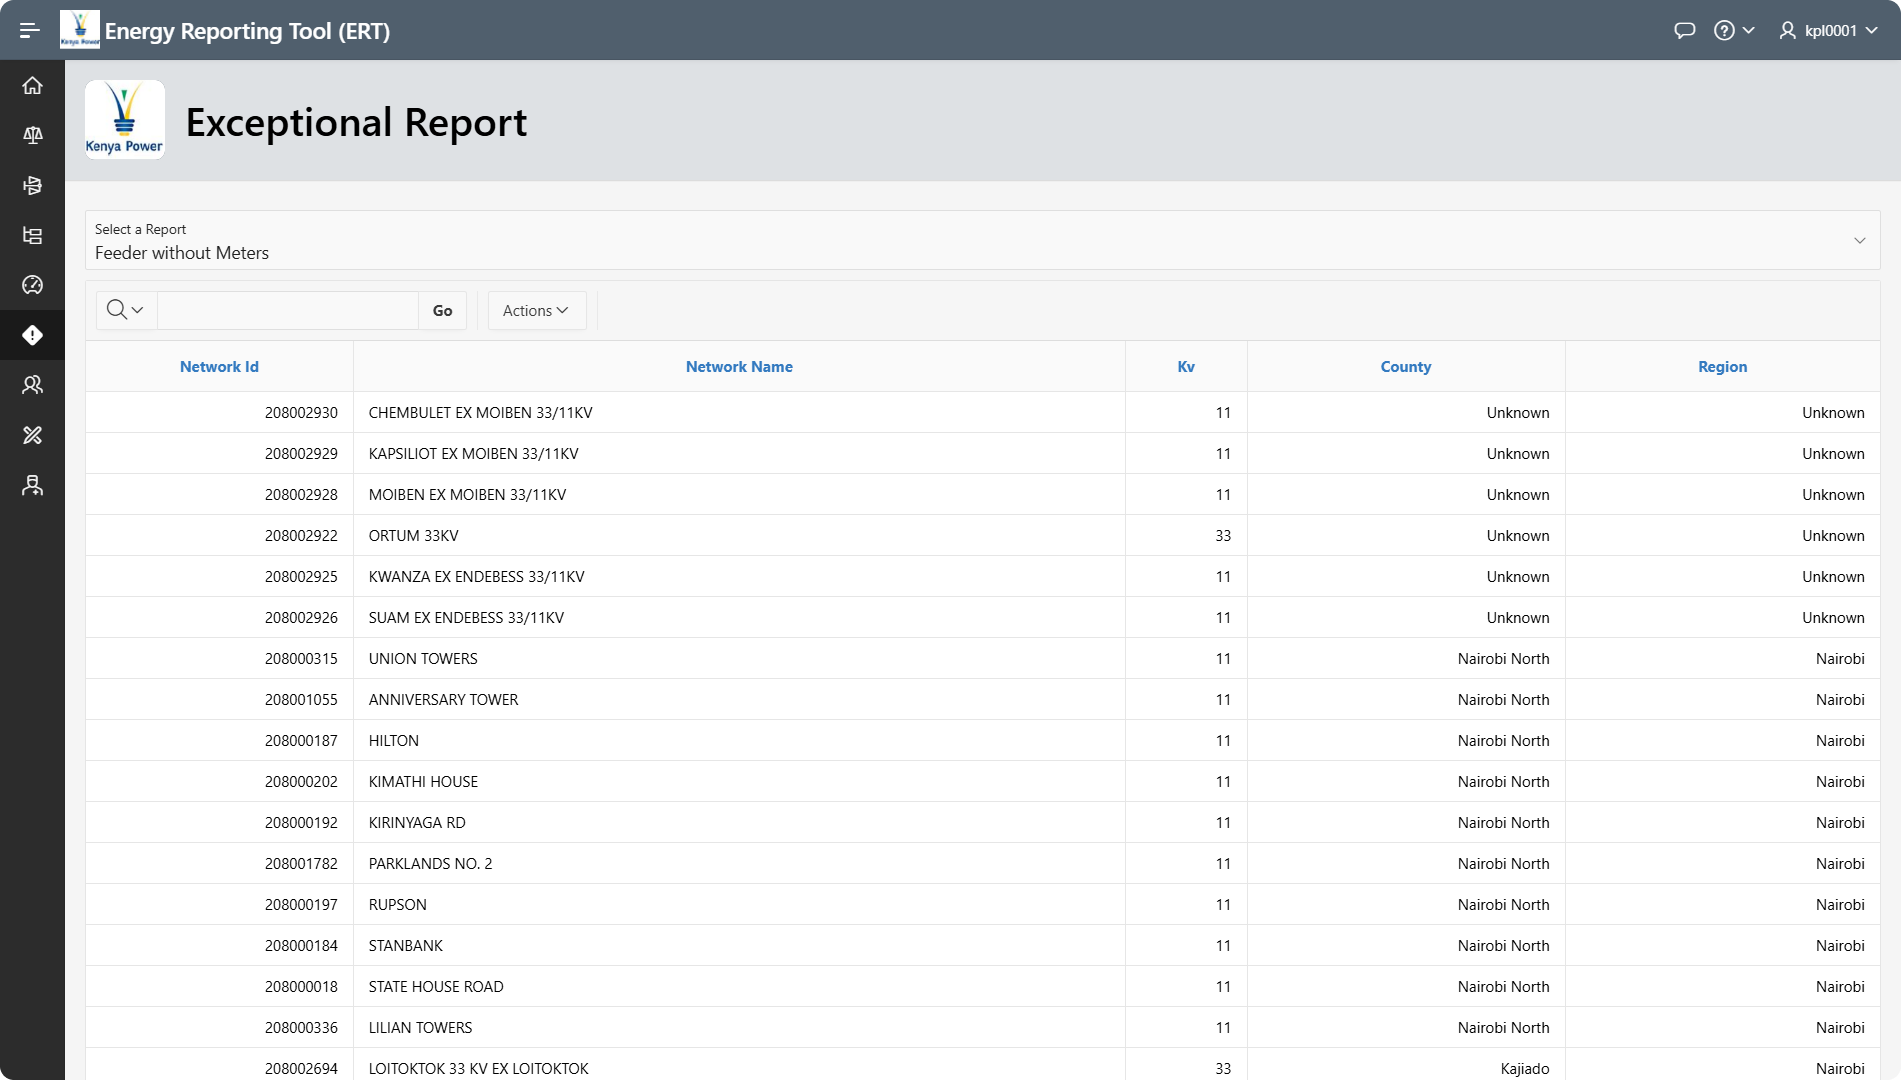 Kenya Power
Energy Reporting Tool (ERT)
kpl0001
Kenya Power
Exceptional Report
Select a Report
Feeder without Meters
Go
Actions
Network Id Network Name Kv County Region
208002930 CHEMBULET EX MOIBEN 33/11KV 11 Unknown Unknown
208002929 KAPSILIOT EX MOIBEN 33/11KV 11 Unknown Unknown
208002928 MOIBEN EX MOIBEN 33/11KV 11 Unknown Unknown
208002922 ORTUM 33KV 33 Unknown Unknown
208002925 KWANZA EX ENDEBESS 33/11KV 11 Unknown Unknown
208002926 SUAM EX ENDEBESS 33/11KV 11 Unknown Unknown
208000315 UNION TOWERS 11 Nairobi North Nairobi
208001055 ANNIVERSARY TOWER 11 Nairobi North Nairobi
208000187 HILTON 11 Nairobi North Nairobi
208000202 KIMATHI HOUSE 11 Nairobi North Nairobi
208000192 KIRINYAGA RD 11 Nairobi North Nairobi
208001782 PARKLANDS NO. 2 11 Nairobi North Nairobi
208000197 RUPSON 11 Nairobi North Nairobi
208000184 STANBANK 11 Nairobi North Nairobi
208000018 STATE HOUSE ROAD 11 Nairobi North Nairobi
208000336 LILIAN TOWERS 11 Nairobi North Nairobi
208002694 LOITOKTOK 33 KV EX LOITOKTOK 33 Kajiado Nairobi